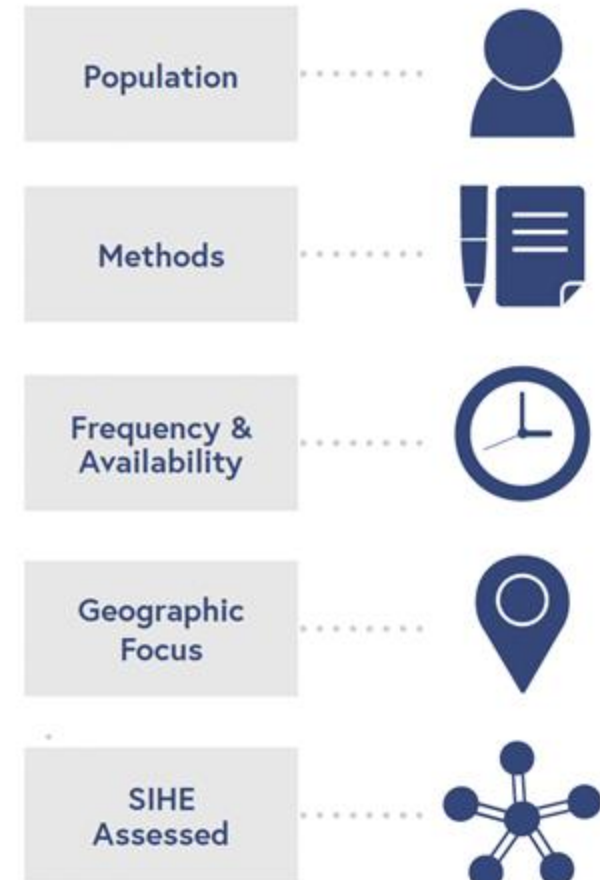 Population
Methods
Frequency &
Availability
Geographic
Focus
SIHE
Assessed